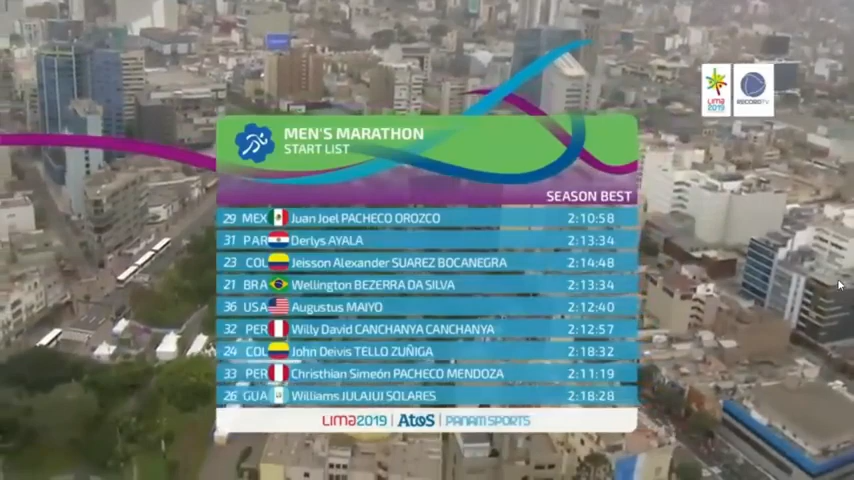 LIMA 2019
RECORD TV
MEN'S MARATHON
START LIST
SEASON BEST
29 MEX Juan Joel PACHECO OROZCO 2:10:58
31 PAR Derlys AYALA 2:13:34
23 COL Jeisson Alexander SUAREZ BOCANEGRA 2:14:48
21 BRA Wellington BEZERRA DA SILVA 2:13:34
36 USA Augustus MAIYO 2:12:40
32 PER Willy David CANCHANYA CANCHANYA 2:12:57
24 COL John Deivis TELLO ZUÑIGA 2:18:32
33 PER Christhian Simeón PACHECO MENDOZA 2:11:19
26 GUA Williams JULAJUJ SOLARES 2:18:28
LIMA2019 | Atos | PANAM SPORTS